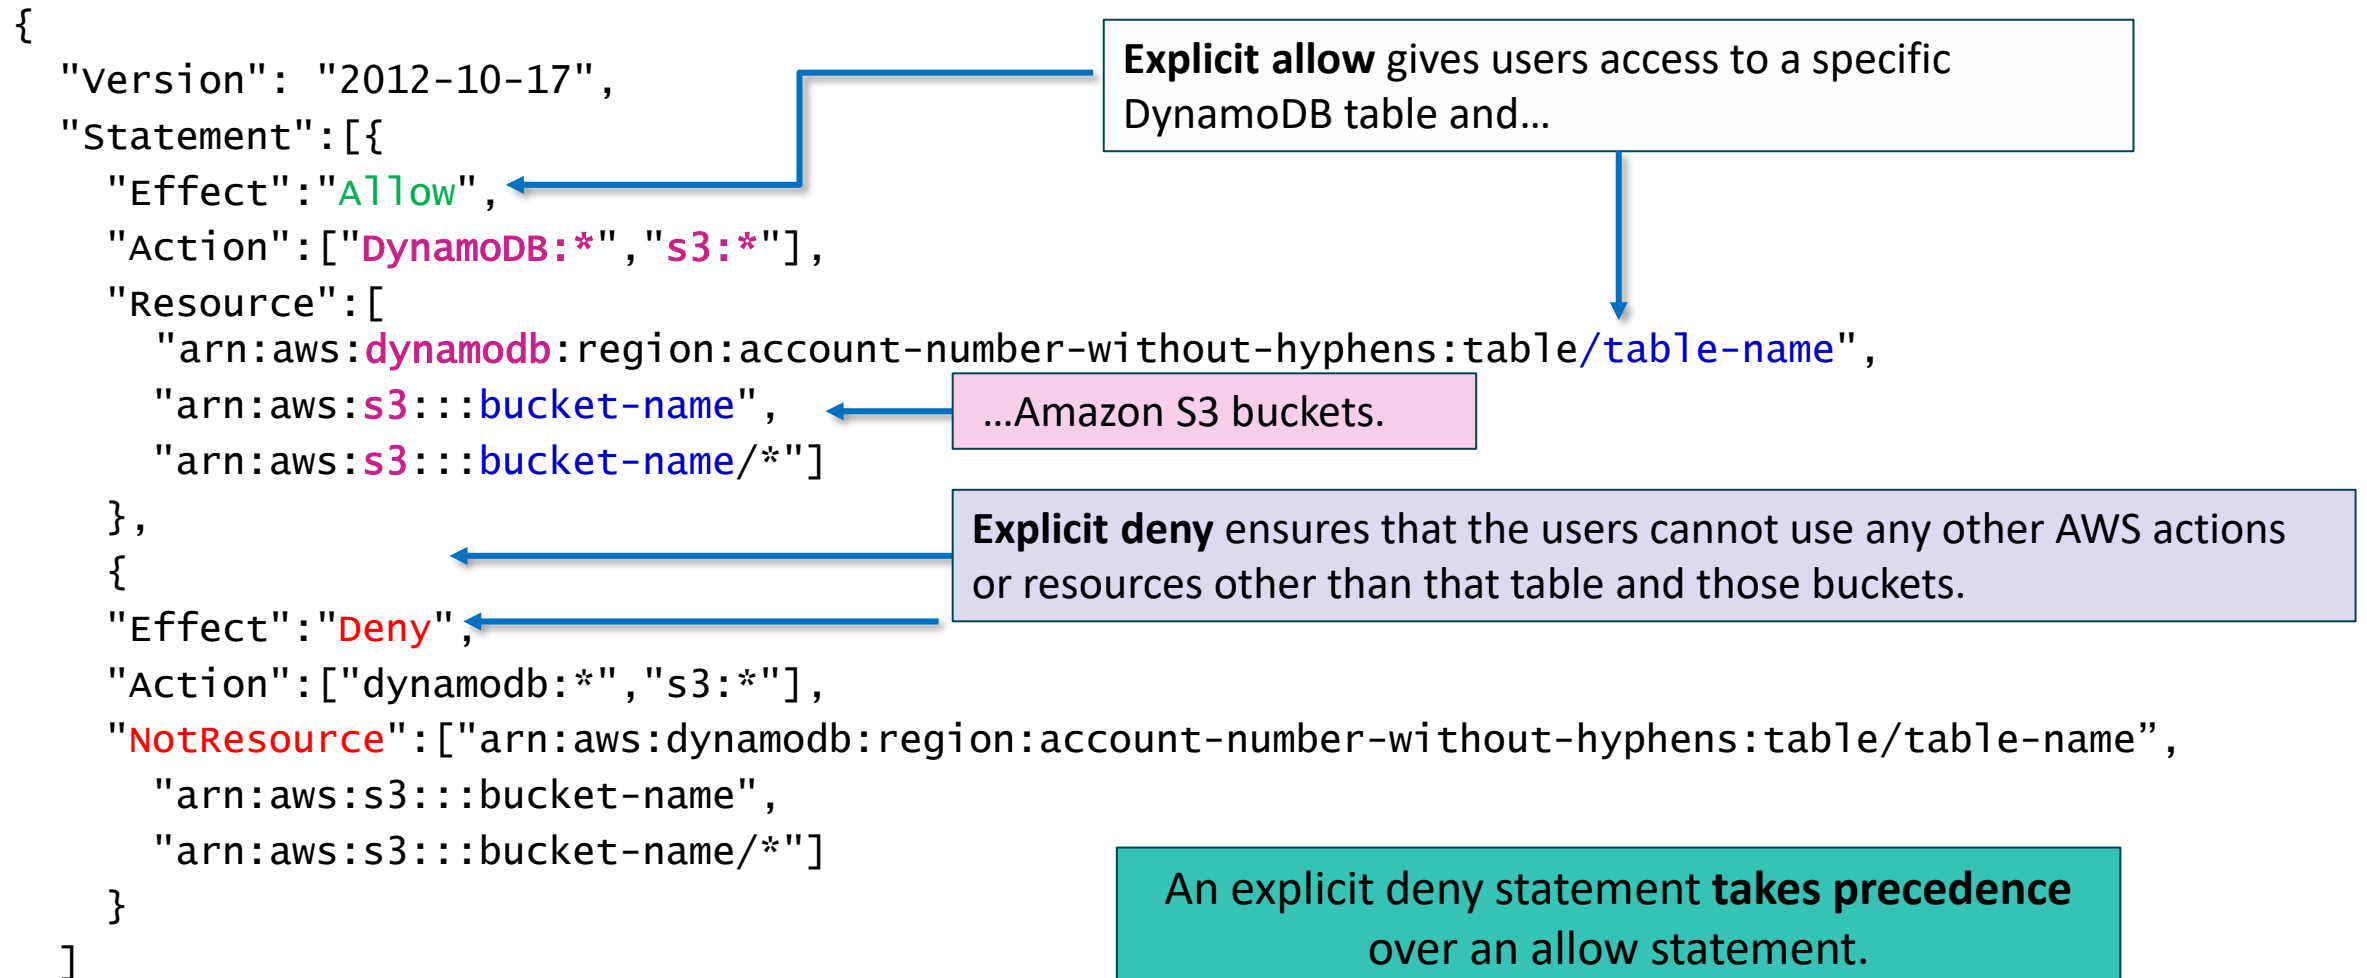 {
"Version": "2012-10-17",
"Statement":[{
"Effect":"Allow",
"Action":["DynamoDB:*","s3:*"],
"Resource":[
"arn:aws:dynamodb:region:account-number-without-hyphens:table/table-name",
"arn:aws:s3:::bucket-name",
"arn:aws:s3:::bucket-name/*"]
},
{
"Effect":"Deny",
"Action":["dynamodb:*","s3:*"],
"NotResource":["arn:aws:dynamodb:region:account-number-without-hyphens:table/table-name”,
"arn:aws:s3:::bucket-name",
"arn:aws:s3:::bucket-name/*"]
}
]
Explicit allow gives users access to a specific
DynamoDB table and…
…Amazon S3 buckets.
Explicit deny ensures that the users cannot use any other AWS actions
or resources other than that table and those buckets.
An explicit deny statement takes precedence
over an allow statement.